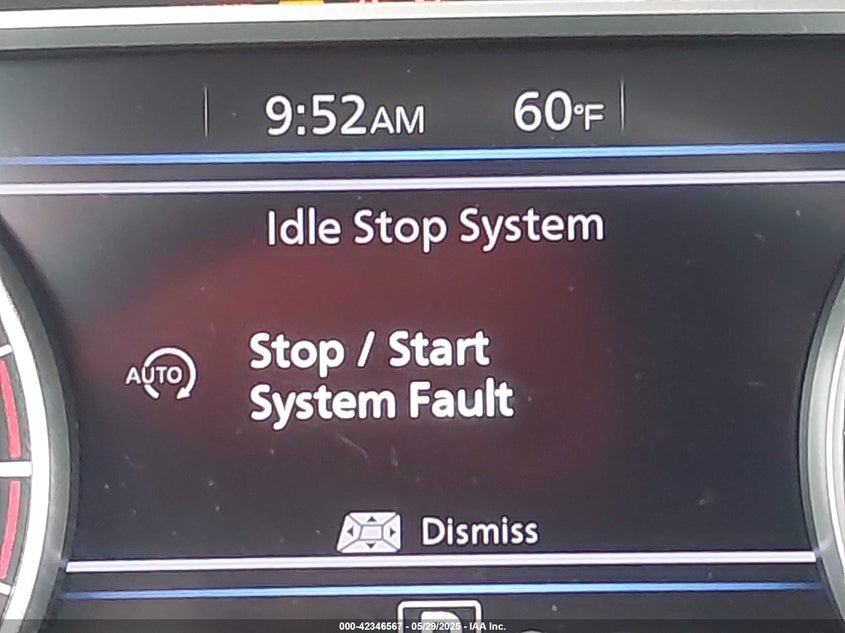 9:52AM 60°F
Idle Stop System
AUTO
Stop / Start
System Fault
Dismiss
000-42346567 - 05/29/2025 - IAA Inc.